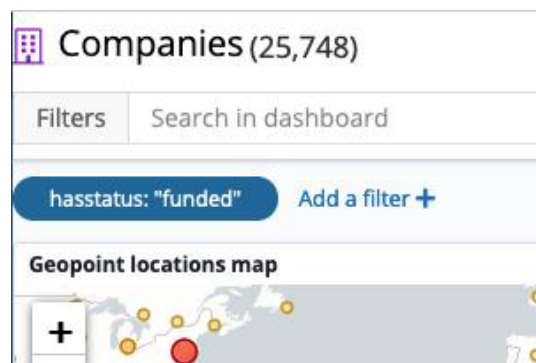 Companies (25,748)
Filters Search in dashboard
hasstatus: "funded" Add a filter +
Geopoint locations map
+